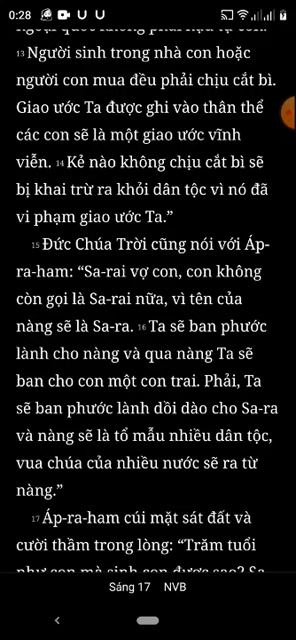 0:28
13 Người sinh trong nhà con hoặc
người con mua đều phải chịu cắt bì.
Giao ước Ta được ghi vào thân thể
các con sẽ là một giao ước vĩnh
viễn. 14 Kẻ nào không chịu cắt bì sẽ
bị khai trừ ra khỏi dân tộc vì nó đã
vi phạm giao ước Ta.”
15 Đức Chúa Trời cũng nói với Áp-
ra-ham: “Sa-rai vợ con, con không
còn gọi là Sa-rai nữa, vì tên của
nàng sẽ là Sa-ra. 16 Ta sẽ ban phước
lành cho nàng và qua nàng Ta sẽ
ban cho con một con trai. Phải, Ta
sẽ ban phước lành dồi dào cho Sa-ra
và nàng sẽ là tổ mẫu nhiều dân tộc,
vua chúa của nhiều nước sẽ ra từ
nàng.”
17 Áp-ra-ham cúi mặt sát đất và
cười thầm trong lòng: “Trăm tuổi
như con mà sinh con được sao? Sa
Sáng 17 NVB